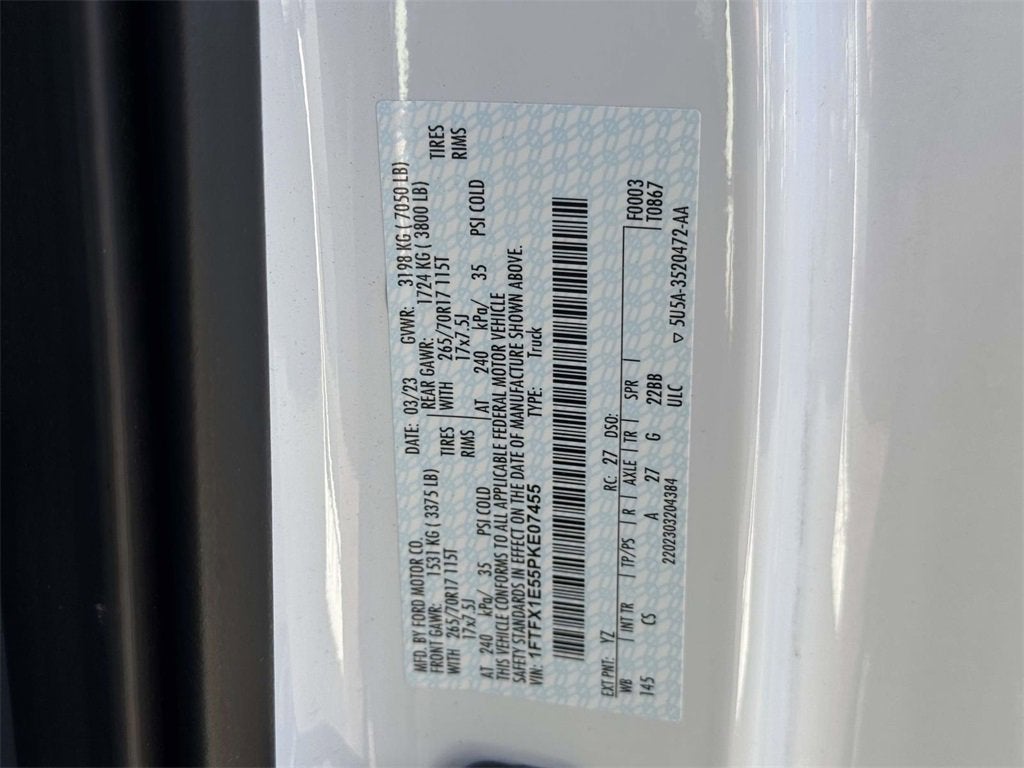 MFD. BY FORD MOTOR CO. DATE: 03/23 GVWR: 3198 KG ( 7050 LB)
FRONT GAWR: 1531 KG ( 3375 LB) REAR GAWR: 1724 KG ( 3800 LB)
WITH 265/70R17 115T TIRES WITH 265/70R17 115T TIRES
17x7.5J RIMS 17x7.5J RIMS
AT 240 kPa/ 35 PSI COLD AT 240 kPa/ 35 PSI COLD
THIS VEHICLE CONFORMS TO ALL APPLICABLE FEDERAL MOTOR VEHICLE
SAFETY STANDARDS IN EFFECT ON THE DATE OF MANUFACTURE SHOWN ABOVE.
VIN: 1FTFX1E55PKE07455 TYPE: Truck
EXT PNT: YZ RC: 27 DSO: F0003
WB INT TR TP/PS R AXLE TR SPR T0867
145 CS A 27 G 22BB
2202303204384 ULC
▽ 5U5A-3520472-AA